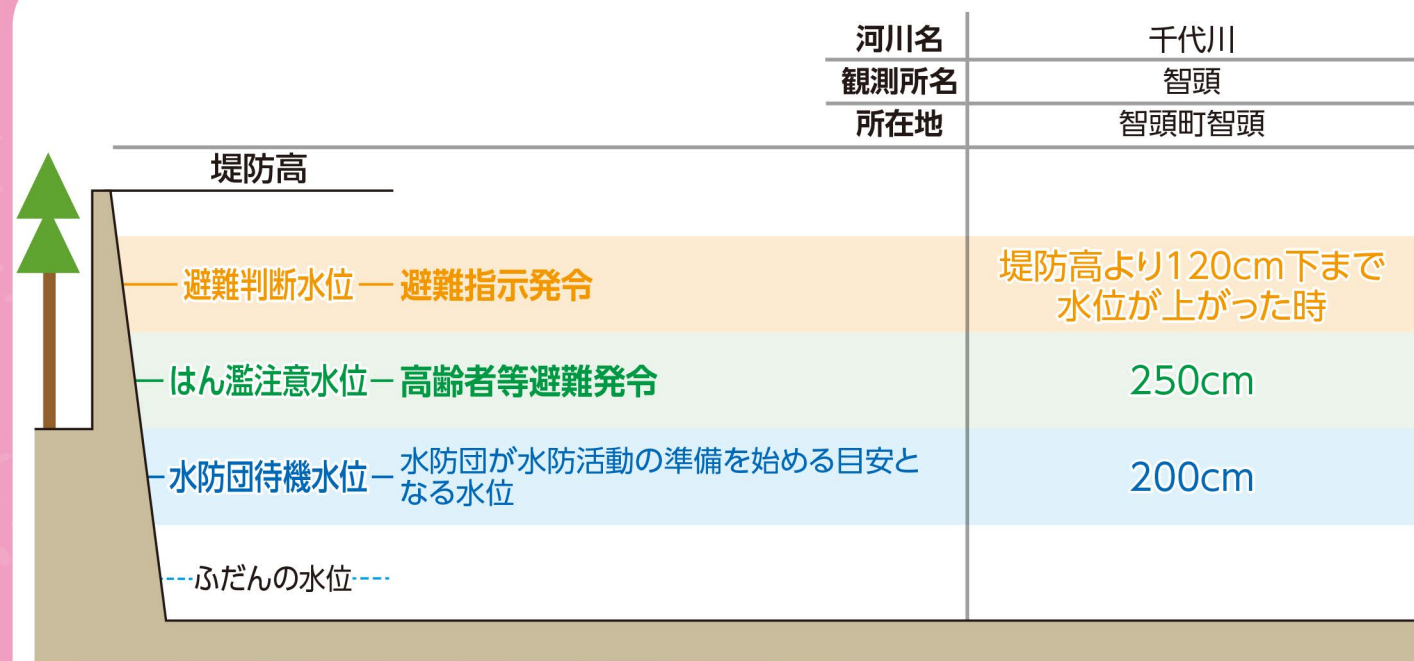 河川名 千代川
観測所名 智頭
所在地 智頭町智頭
堤防高
避難判断水位 避難指示発令 堤防高より120cm下まで
水位が上がった時
はん濫注意水位 高齢者等避難発令 250cm
水防団待機水位 水防団が水防活動の準備を始める目安と
なる水位 200cm
ふだんの水位